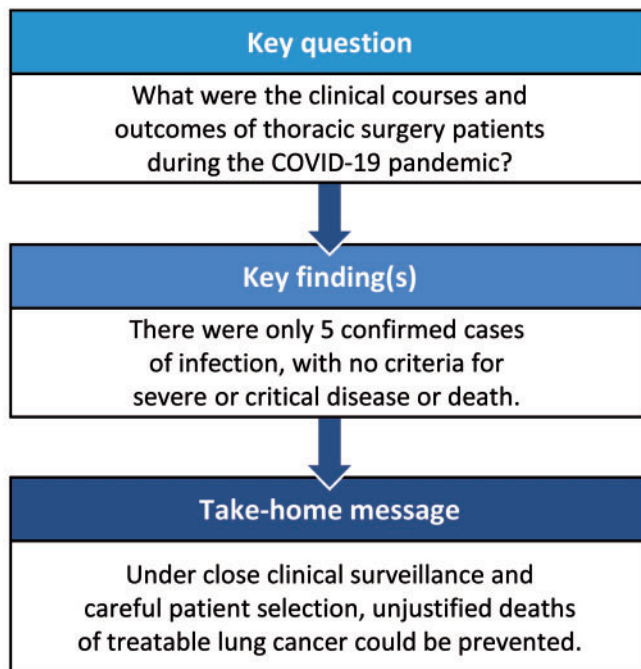 Key question
What were the clinical courses and
outcomes of thoracic surgery patients
during the COVID-19 pandemic?
Key finding(s)
There were only 5 confirmed cases
of infection, with no criteria for
severe or critical disease or death.
Take-home message
Under close clinical surveillance and
careful patient selection, unjustified deaths
of treatable lung cancer could be prevented.